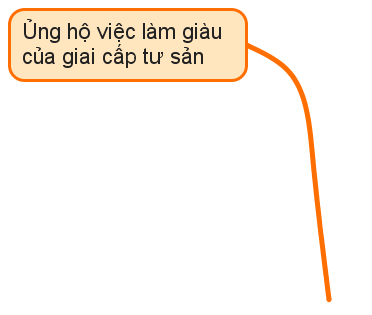 Ủng hộ việc làm giàu
của giai cấp tư sản